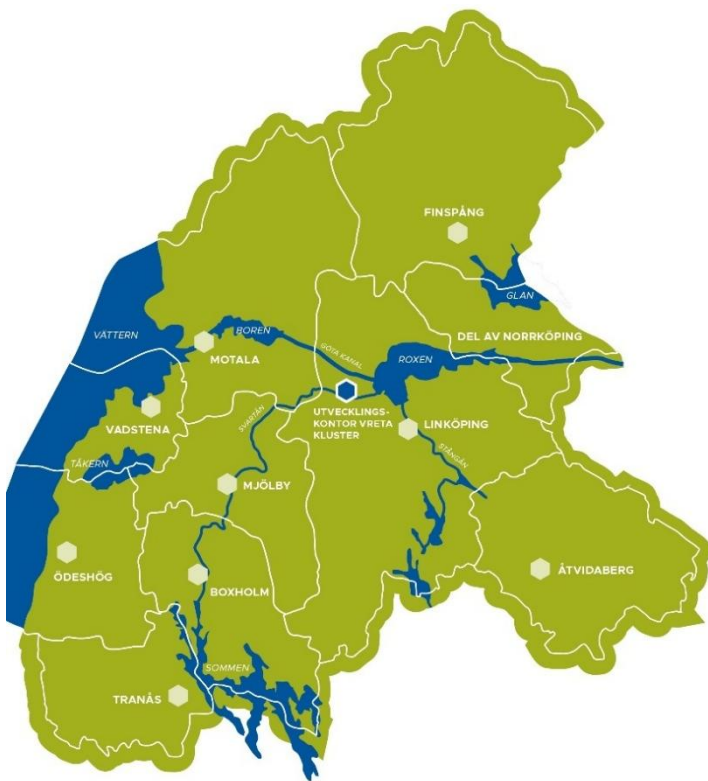 FINSPÅNG
GLAN
VÄTTERN
BOREN
DEL AV NORRKÖPING
GÖTA KANAL
ROXEN
MOTALA
VADSTENA
SVARTÅN
UTVECKLINGS-
KONTOR VRETA
KLUSTER
LINKÖPING
STÅNGÅN
TÅKERN
MJÖLBY
ÖDESHÖG
BOXHOLM
ÅTVIDABERG
SOMMEN
TRANÅS